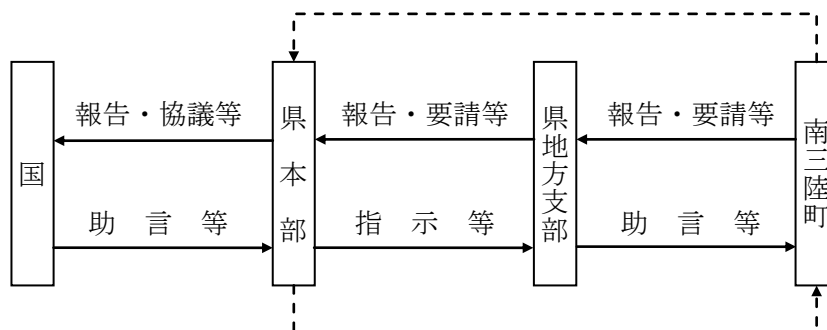 国
報告・協議等
助言等
県本部
報告・要請等
指示等
県地方支部
報告・要請等
助言等
南三陸町